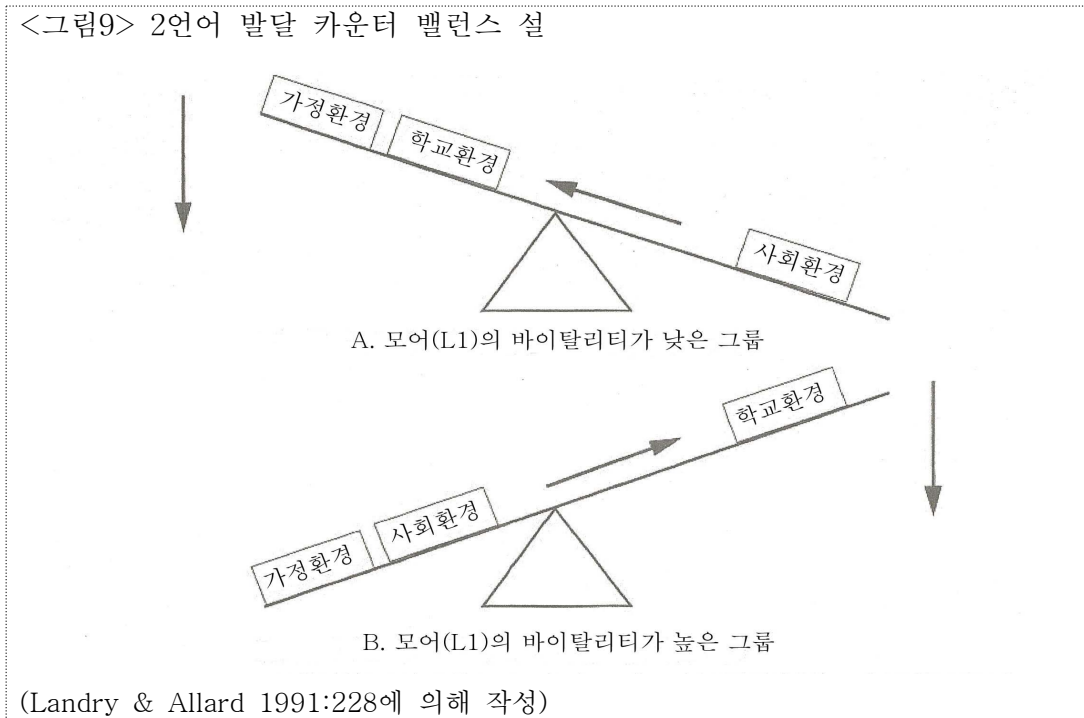 <그림9> 2언어 발달 카운터 밸런스 설
가정환경
학교환경
사회환경
A. 모어(L1)의 바이탈리티가 낮은 그룹
학교환경
사회환경
가정환경
B. 모어(L1)의 바이탈리티가 높은 그룹
(Landry & Allard 1991:228에 의해 작성)